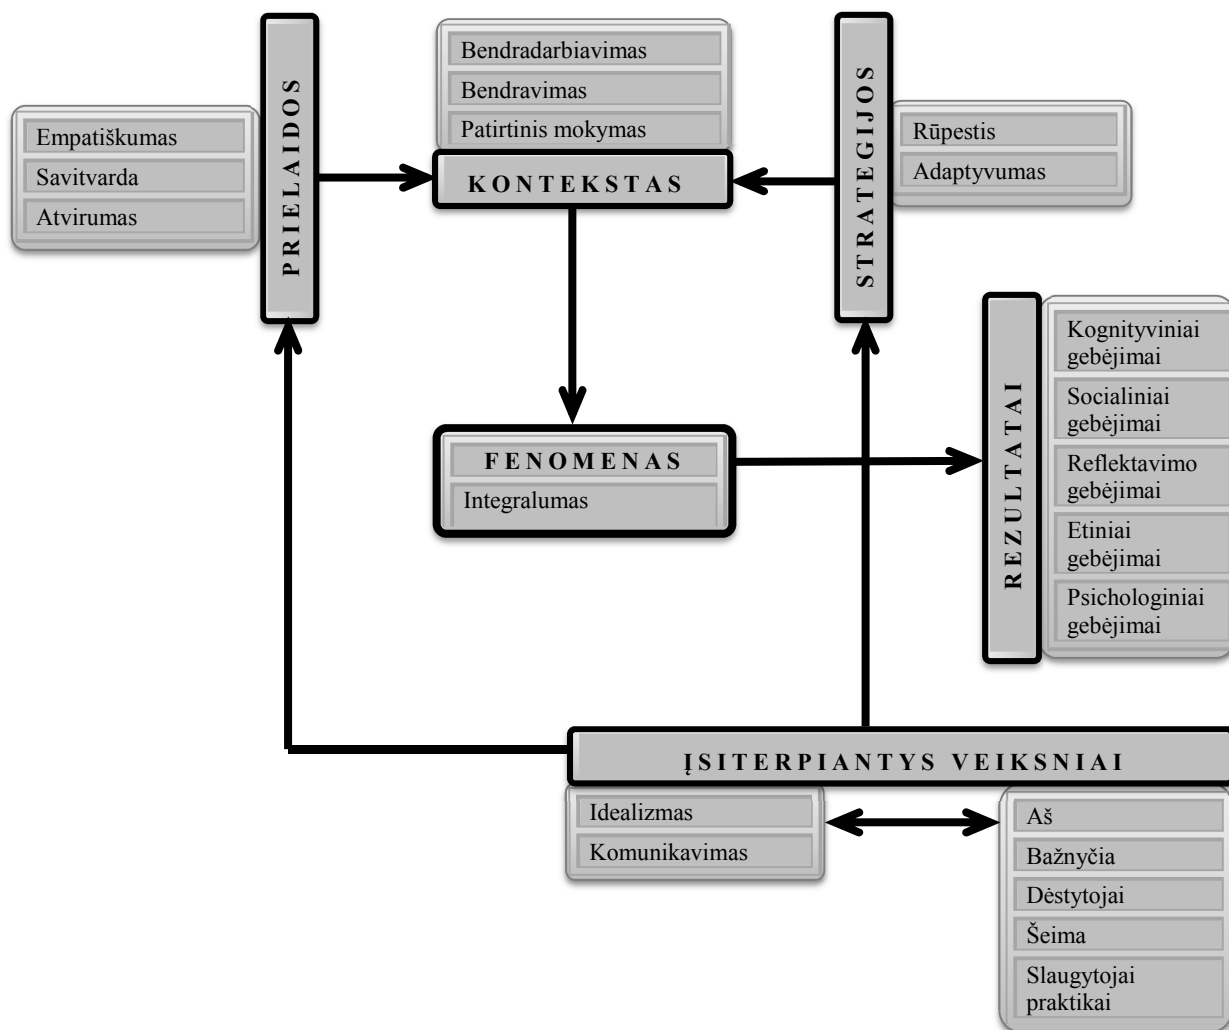 PRIELAIDOS
Empatiškumas
Savitvarda
Atvirumas
Bendradarbiavimas
Bendravimas
Patirtinis mokymas
KONTEKSTAS
STRATEGIJOS
Rūpestis
Adaptyvumas
FENOMENAS
Integralumas
REZULTATAI
Kognityviniai
gebėjimai
Socialiniai
gebėjimai
Reflektavimo
gebėjimai
Etiniai
gebėjimai
Psichologiniai
gebėjimai
ĮSITERPIANTYS VEIKSNIAI
Idealizmas
Komunikavimas
Aš
Bažnyčia
Dėstytojai
Šeima
Slaugytojai
praktikai